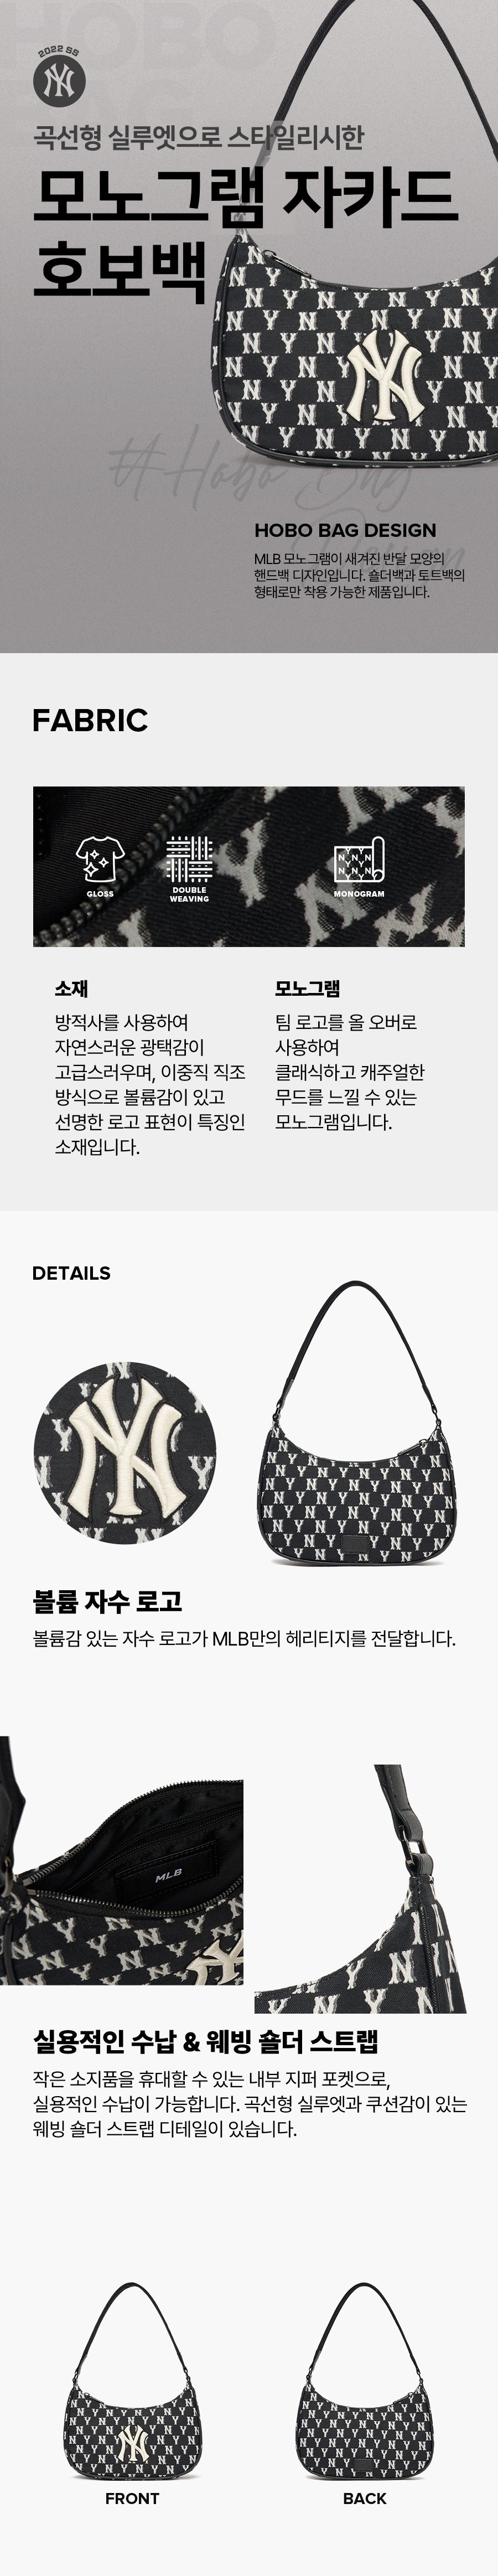 HOBO
BAG
2022 SS
NY
곡선형 실루엣으로 스타일리시한
모노그램 자카드
호보백
#Hobo Bag
Design
HOBO BAG DESIGN
MLB 모노그램이 새겨진 반달 모양의
핸드백 디자인입니다. 숄더백과 토트백의
형태로만 착용 가능한 제품입니다.
FABRIC
GLOSS
DOUBLE
WEAVING
MONOGRAM
소재
방적사를 사용하여
자연스러운 광택감이
고급스러우며, 이중직 직조
방식으로 볼륨감이 있고
선명한 로고 표현이 특징인
소재입니다.
모노그램
팀 로고를 올 오버로
사용하여
클래식하고 캐주얼한
무드를 느낄 수 있는
모노그램입니다.
DETAILS
NY
볼륨 자수 로고
볼륨감 있는 자수 로고가 MLB만의 헤리티지를 전달합니다.
MLB
실용적인 수납 & 웨빙 숄더 스트랩
작은 소지품을 휴대할 수 있는 내부 지퍼 포켓으로,
실용적인 수납이 가능합니다. 곡선형 실루엣과 쿠션감이 있는
웨빙 숄더 스트랩 디테일이 있습니다.
FRONT
BACK